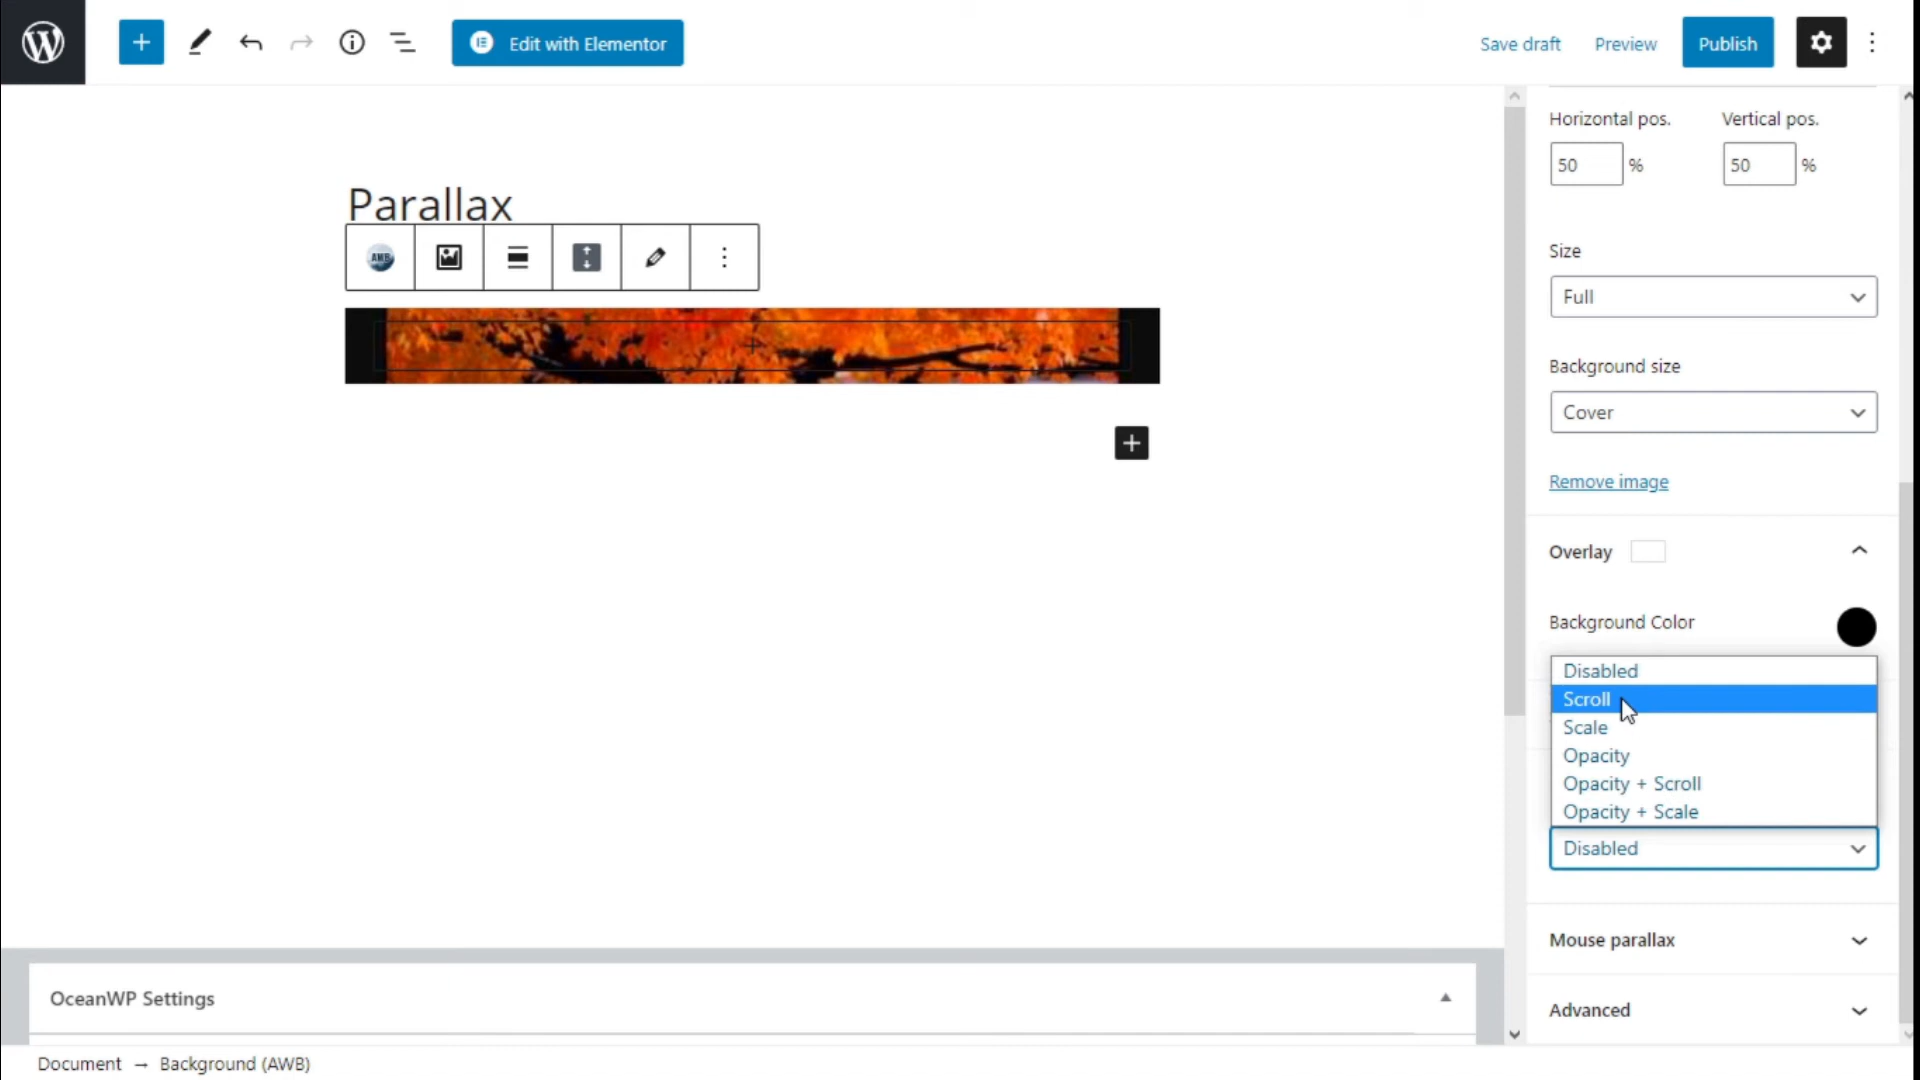 Edit with Elementor
Save draft
Preview
Publish
Horizontal pos.
Vertical pos.
50 %
50 %
Parallax
AWB
Size
Full
Background size
Cover
Remove image
Overlay
Background Color
Disabled
Scroll
Scale
Opacity
Opacity + Scroll
Opacity + Scale
Disabled
Mouse parallax
OceanWP Settings
Advanced
Document → Background (AWB)